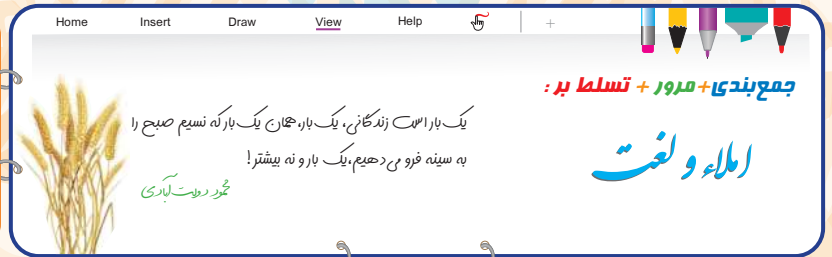 Home Insert Draw View Help
جمع‌بندی+مرور + تسلط بر :
املاء و لغت
یک بار است زندگانی، یک بار، همان یک بار که نسیم صبح را
به سینه فرو می‌دهیم، یک بار و نه بیشتر!
محمود دولت آبادی